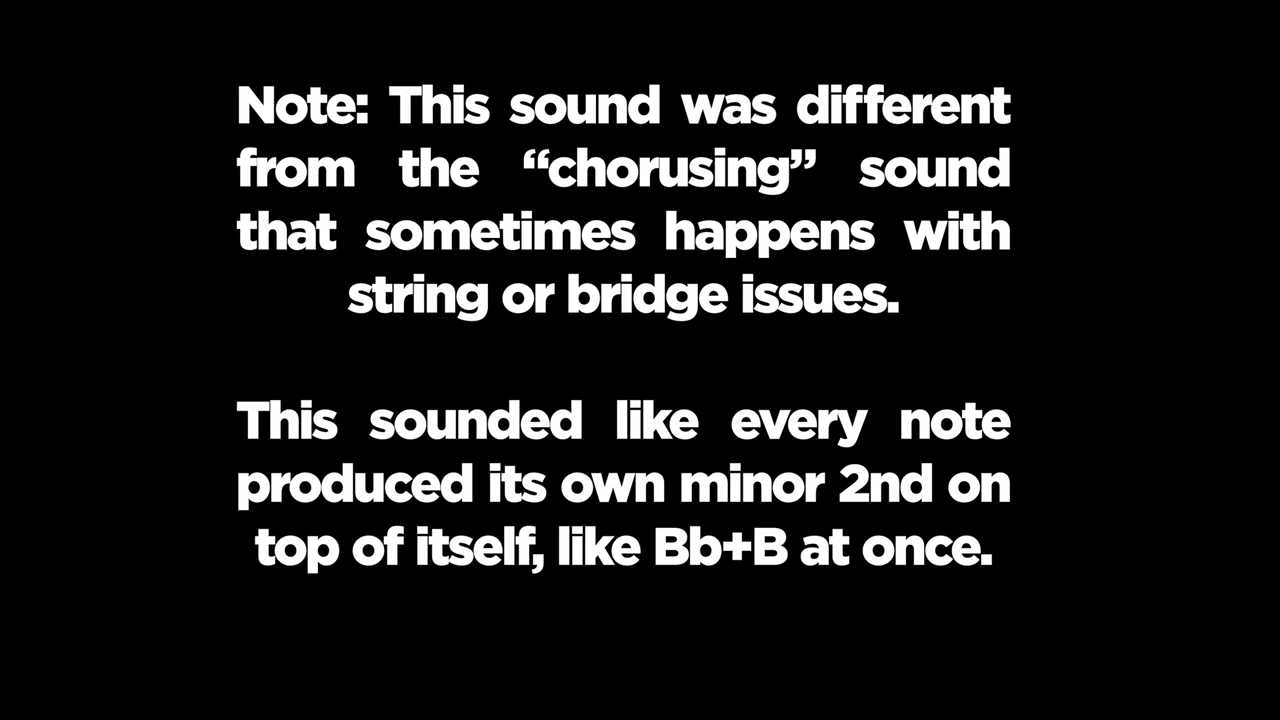 Note: This sound was different
from the “chorusing” sound
that sometimes happens with
string or bridge issues.
This sounded like every note
produced its own minor 2nd on
top of itself, like Bb+B at once.